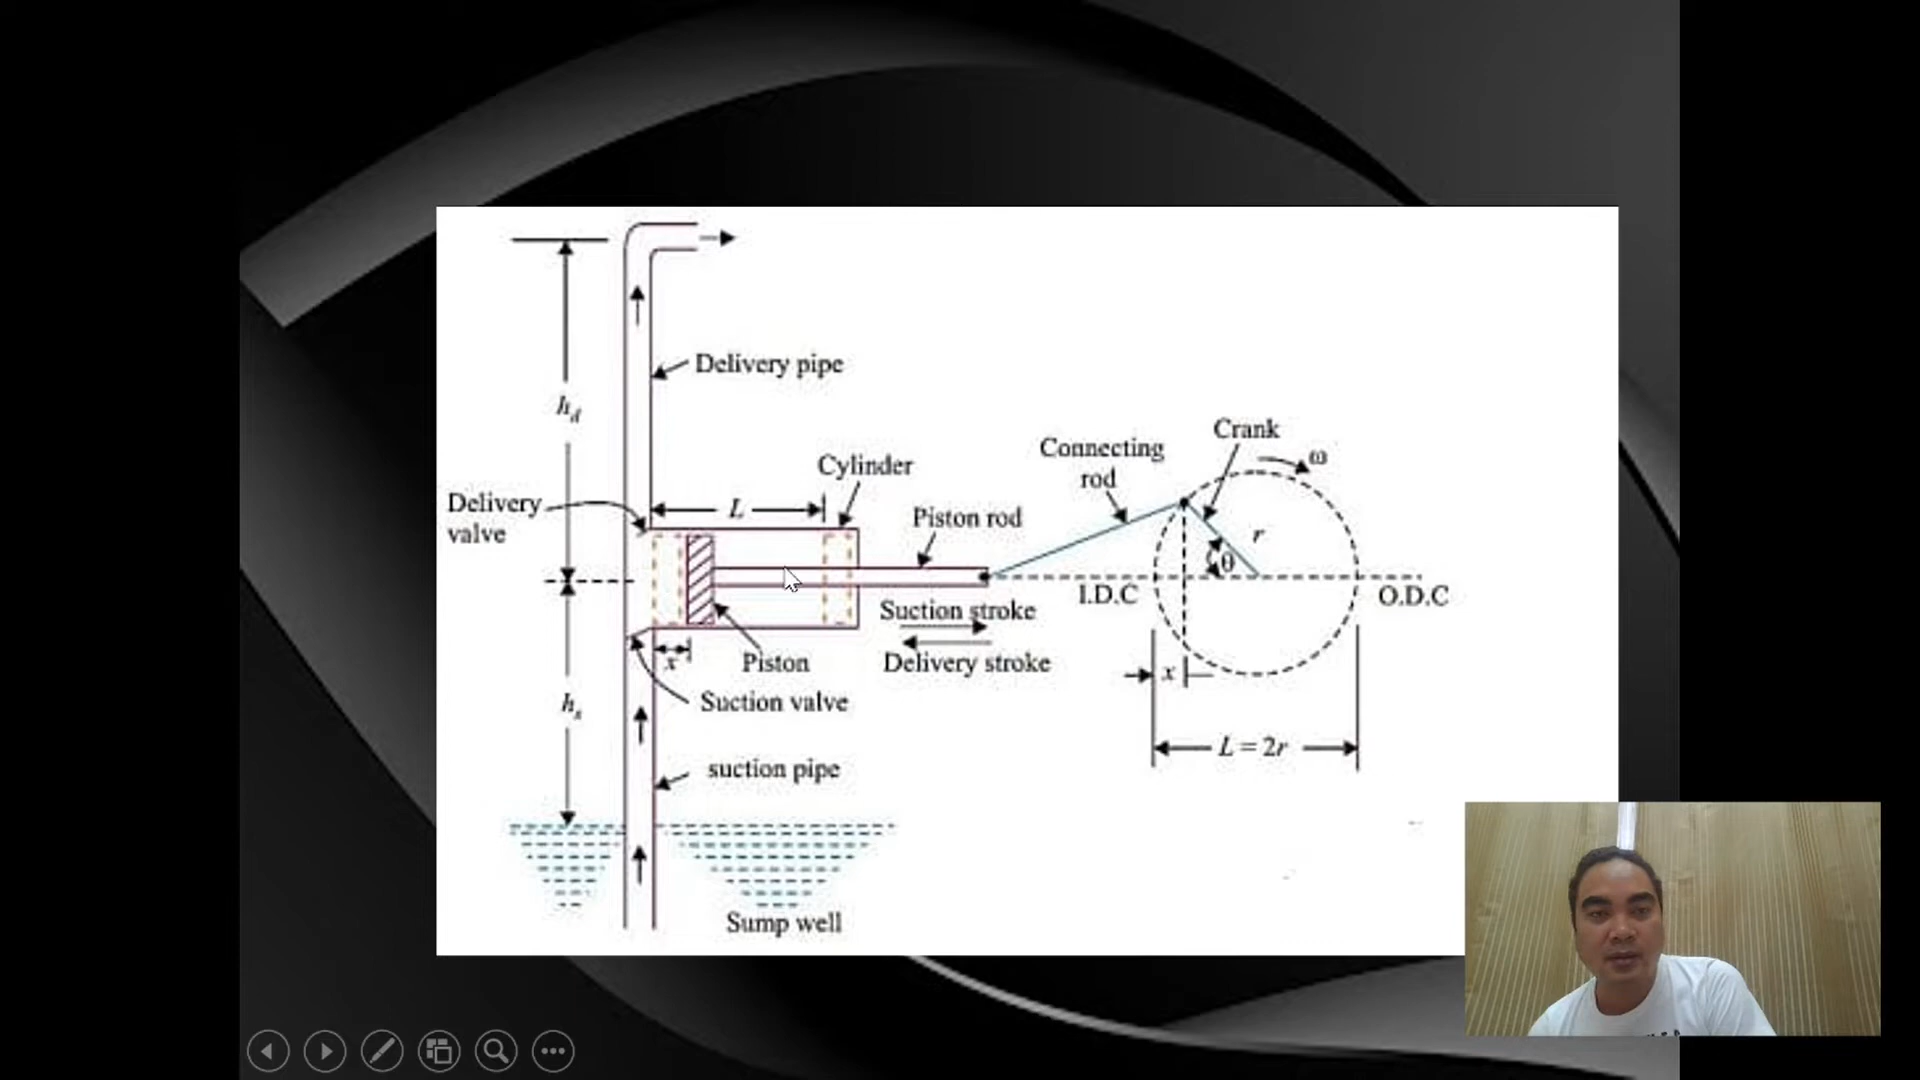 h_d
Delivery pipe
Crank
Connecting
rod
ω
Cylinder
Delivery
valve
L
Piston rod
r
θ
I.D.C
O.D.C
Suction stroke
Delivery stroke
x
Piston
x
Suction valve
h_s
L = 2r
suction pipe
Sump well